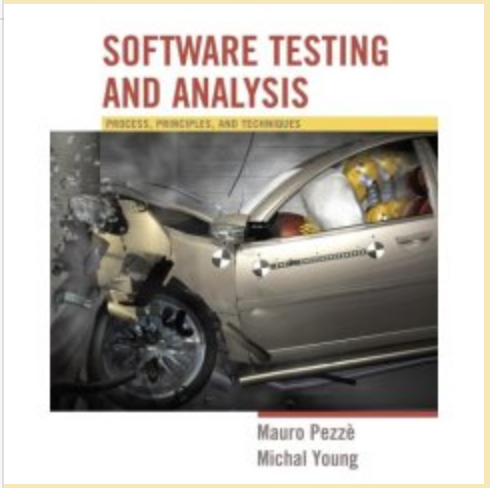 SOFTWARE TESTING
AND ANALYSIS
PROCESS, PRINCIPLES, AND TECHNIQUES
Mauro Pezzè
Michal Young